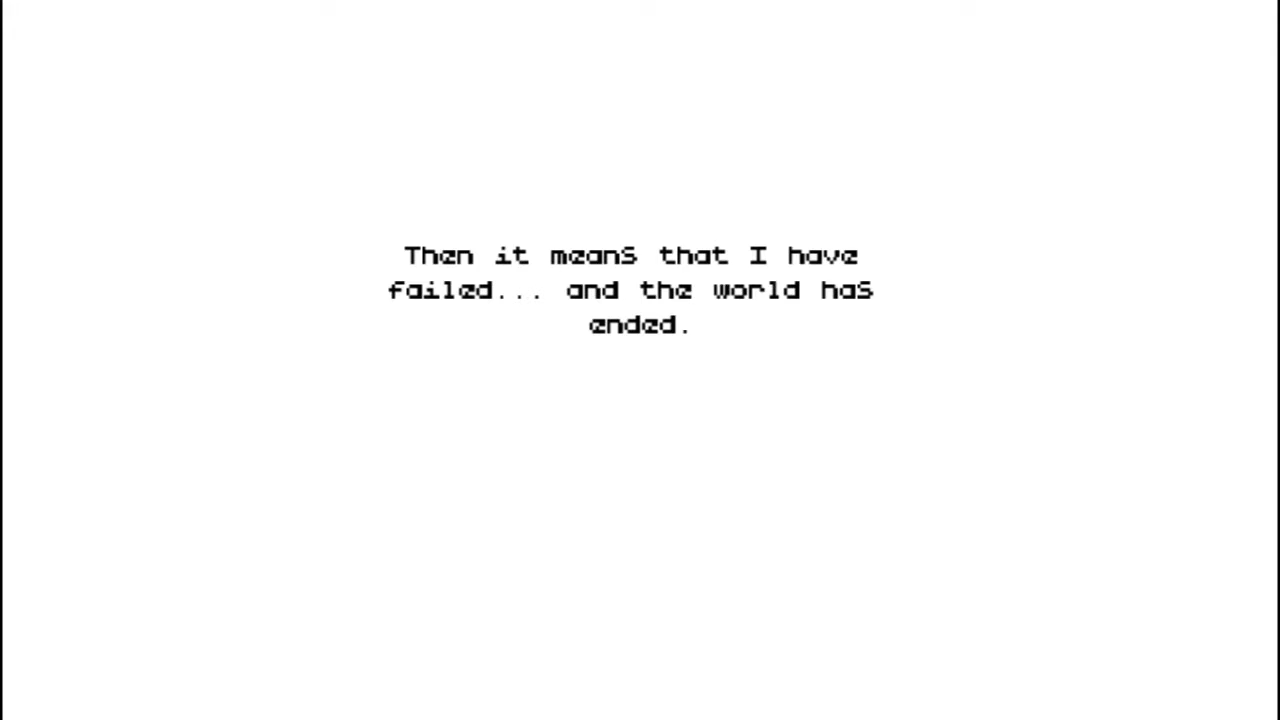 Then it meanS that I have
failed... and the world haS
ended.